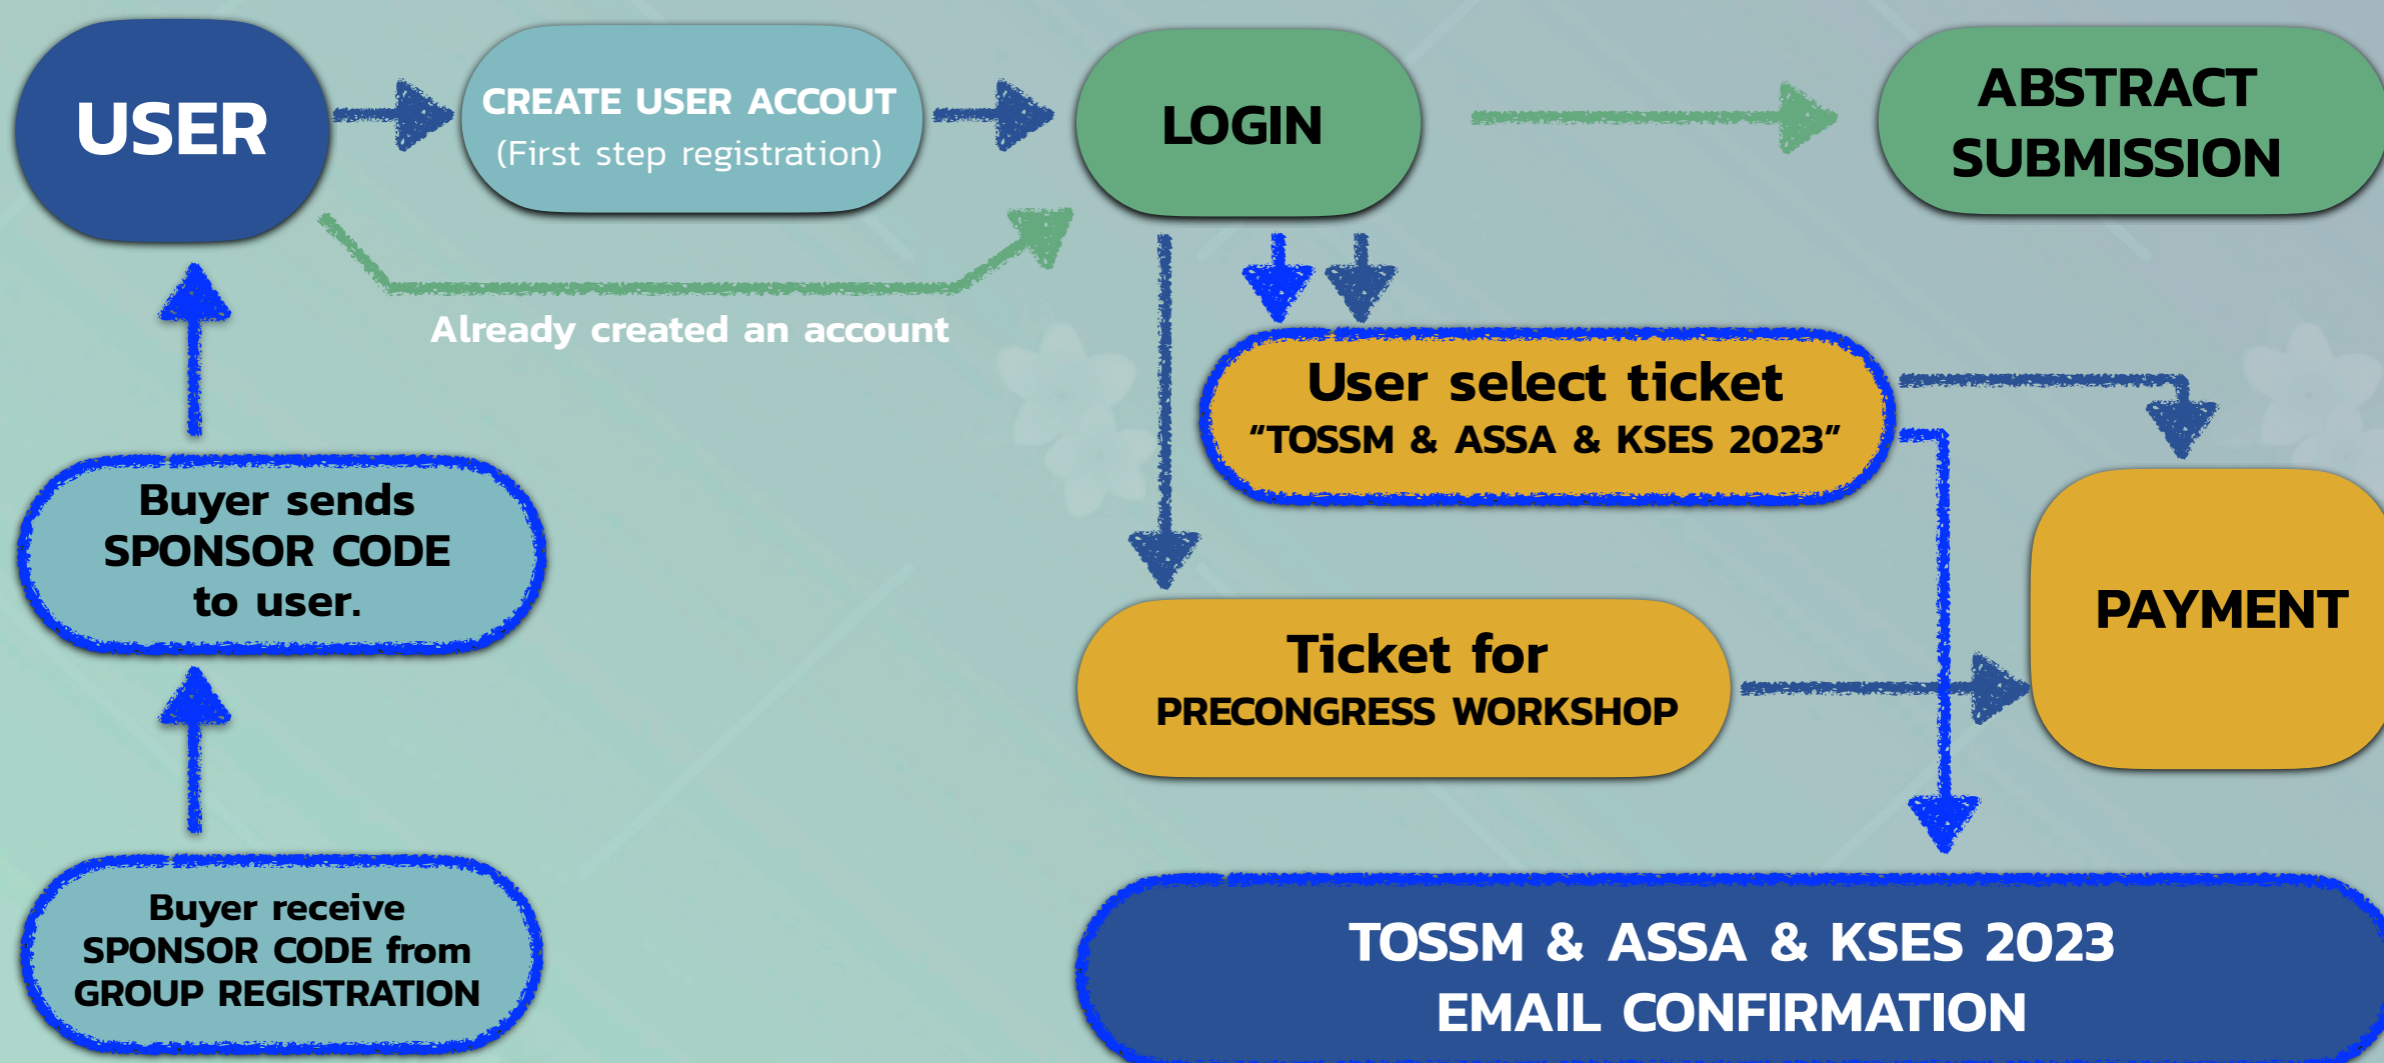 USER
CREATE USER ACCOUT
(First step registration)
LOGIN
ABSTRACT
SUBMISSION
Already created an account
User select ticket
“TOSSM & ASSA & KSES 2023”
Buyer sends
SPONSOR CODE
to user.
PAYMENT
Ticket for
PRECONGRESS WORKSHOP
Buyer receive
SPONSOR CODE from
GROUP REGISTRATION
TOSSM & ASSA & KSES 2023
EMAIL CONFIRMATION